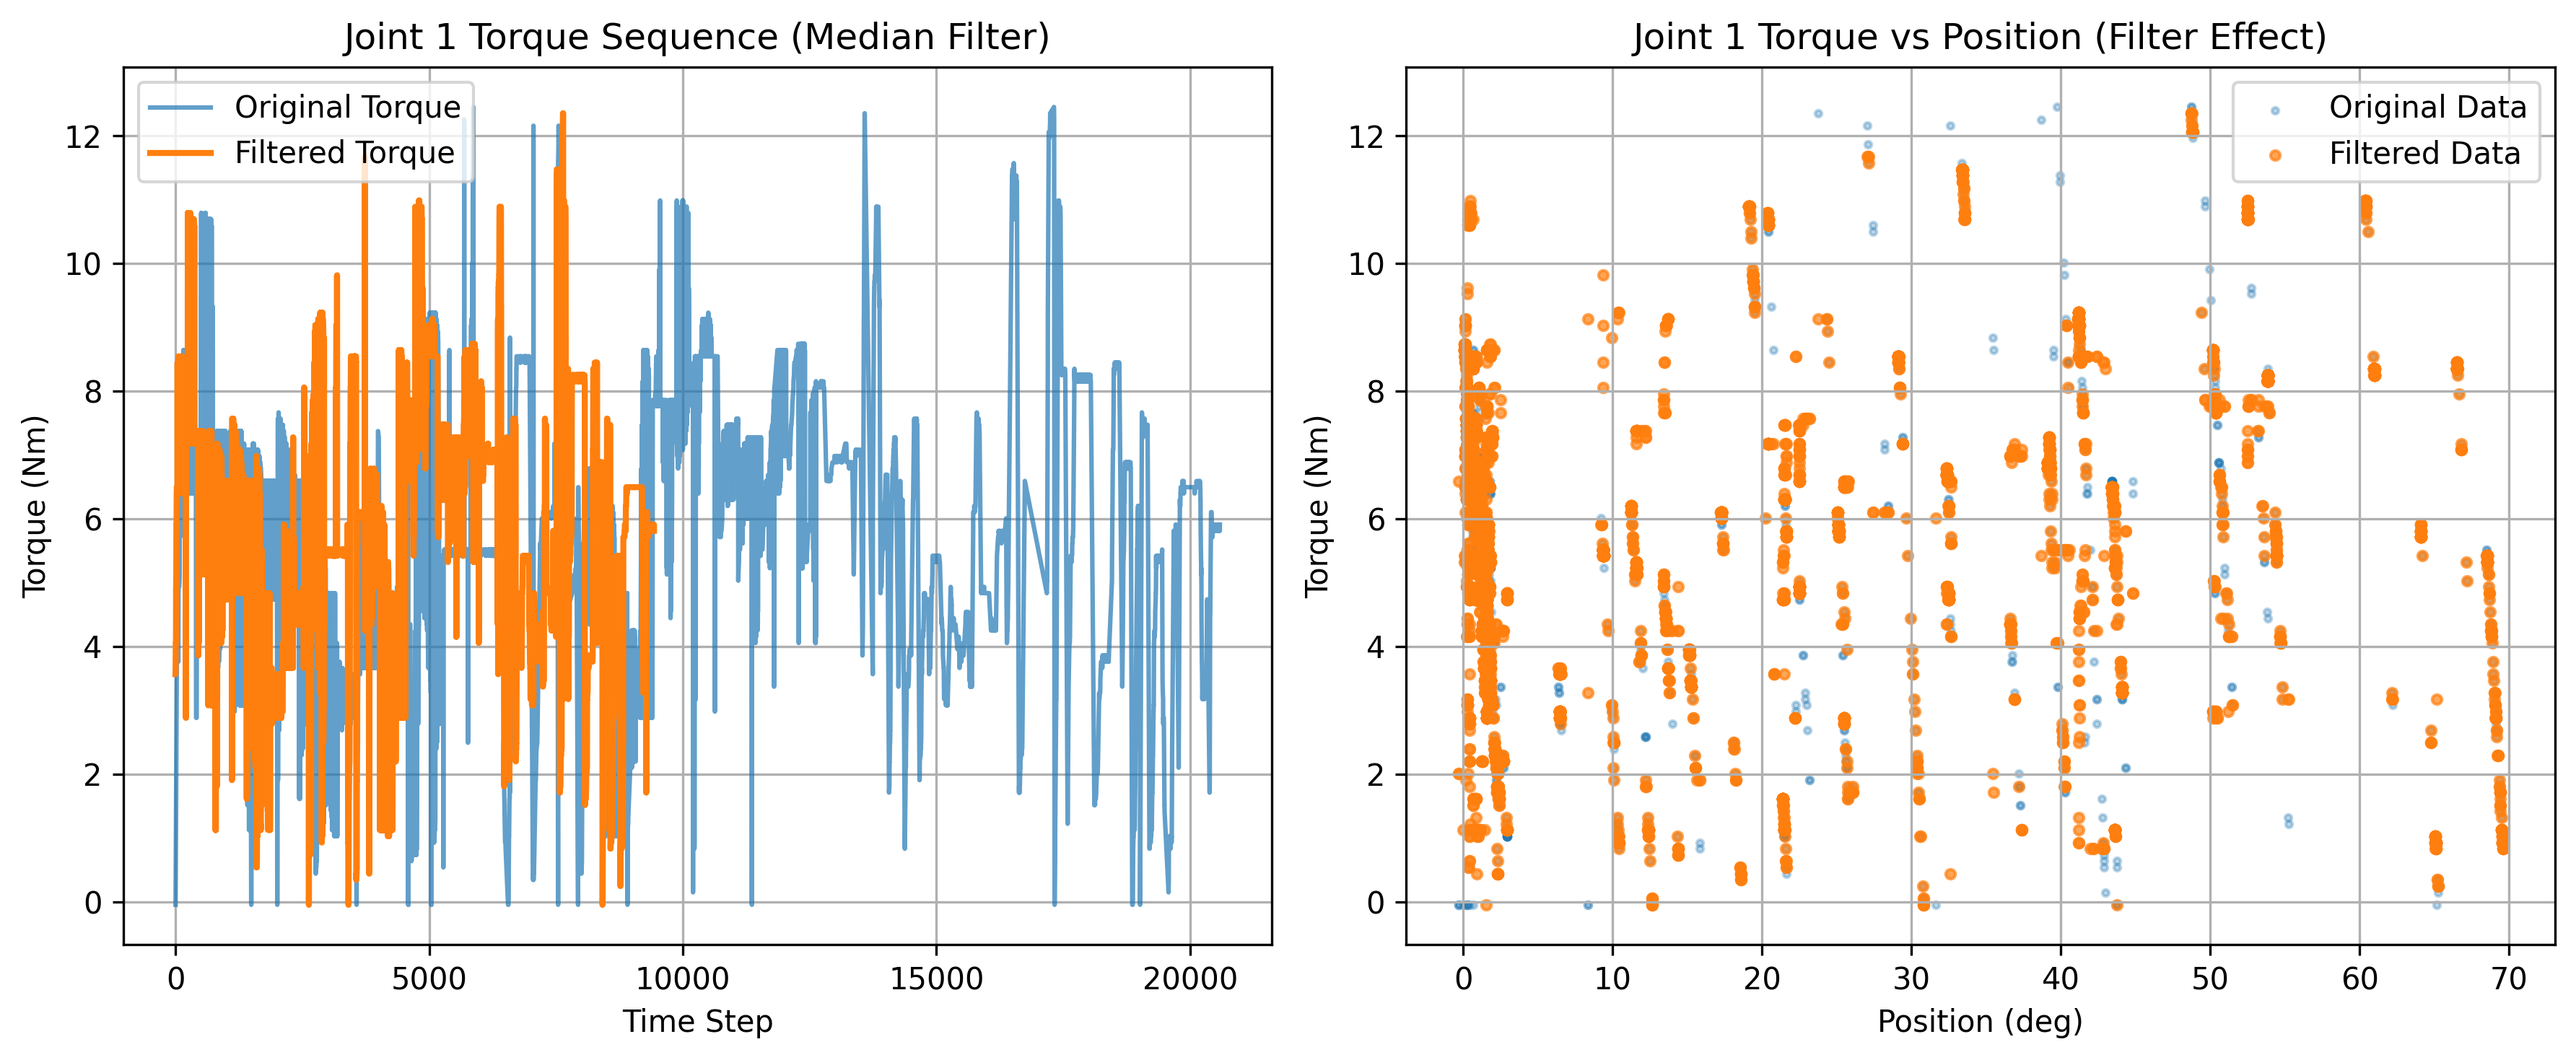 Joint 1 Torque Sequence (Median Filter)
Original Torque
Filtered Torque
12
10
8
6
4
2
0
Torque (Nm)
0
5000
10000
15000
20000
Time Step
Joint 1 Torque vs Position (Filter Effect)
Original Data
Filtered Data
12
10
8
6
4
2
0
Torque (Nm)
0
10
20
30
40
50
60
70
Position (deg)